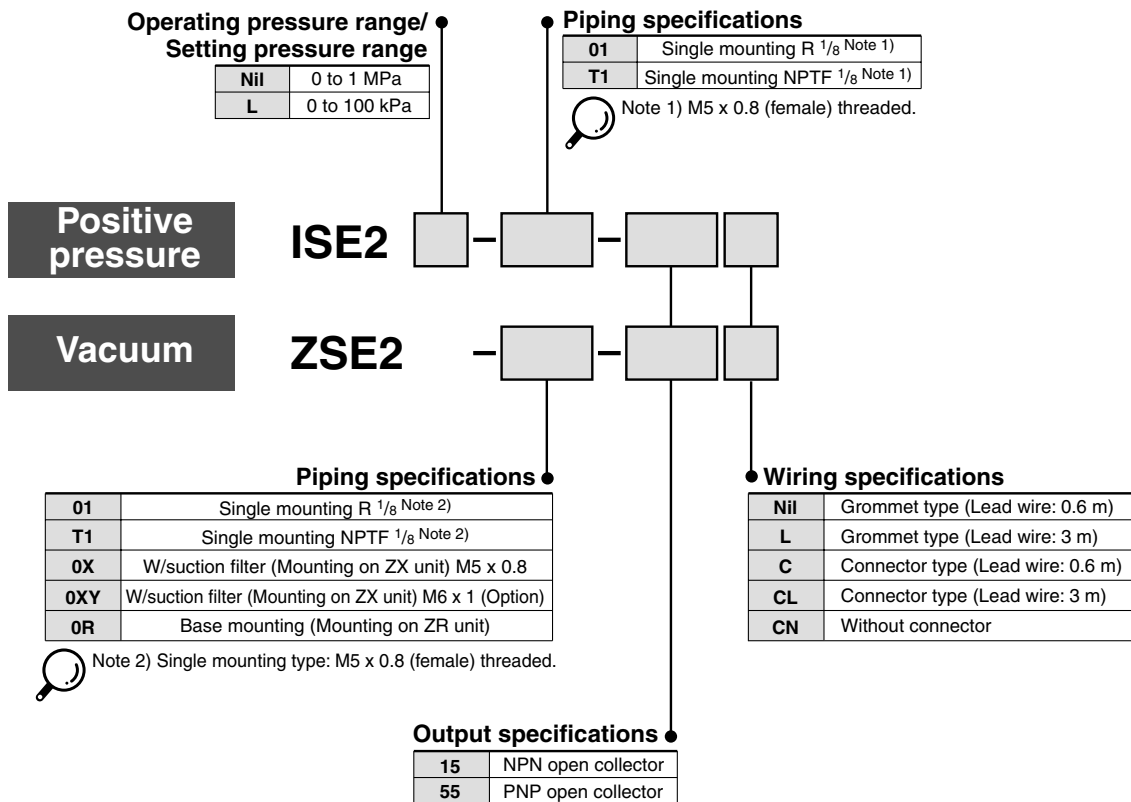 Operating pressure range/
Setting pressure range
Nil 0 to 1 MPa
L 0 to 100 kPa
Piping specifications
01 Single mounting R 1/8 Note 1)
T1 Single mounting NPTF 1/8 Note 1)
Note 1) M5 x 0.8 (female) threaded.
Positive
pressure
ISE2 – –
Vacuum
ZSE2 – –
Piping specifications
01 Single mounting R 1/8 Note 2)
T1 Single mounting NPTF 1/8 Note 2)
0X W/suction filter (Mounting on ZX unit) M5 x 0.8
0XY W/suction filter (Mounting on ZX unit) M6 x 1 (Option)
0R Base mounting (Mounting on ZR unit)
Note 2) Single mounting type: M5 x 0.8 (female) threaded.
Wiring specifications
Nil Grommet type (Lead wire: 0.6 m)
L Grommet type (Lead wire: 3 m)
C Connector type (Lead wire: 0.6 m)
CL Connector type (Lead wire: 3 m)
CN Without connector
Output specifications
15 NPN open collector
55 PNP open collector